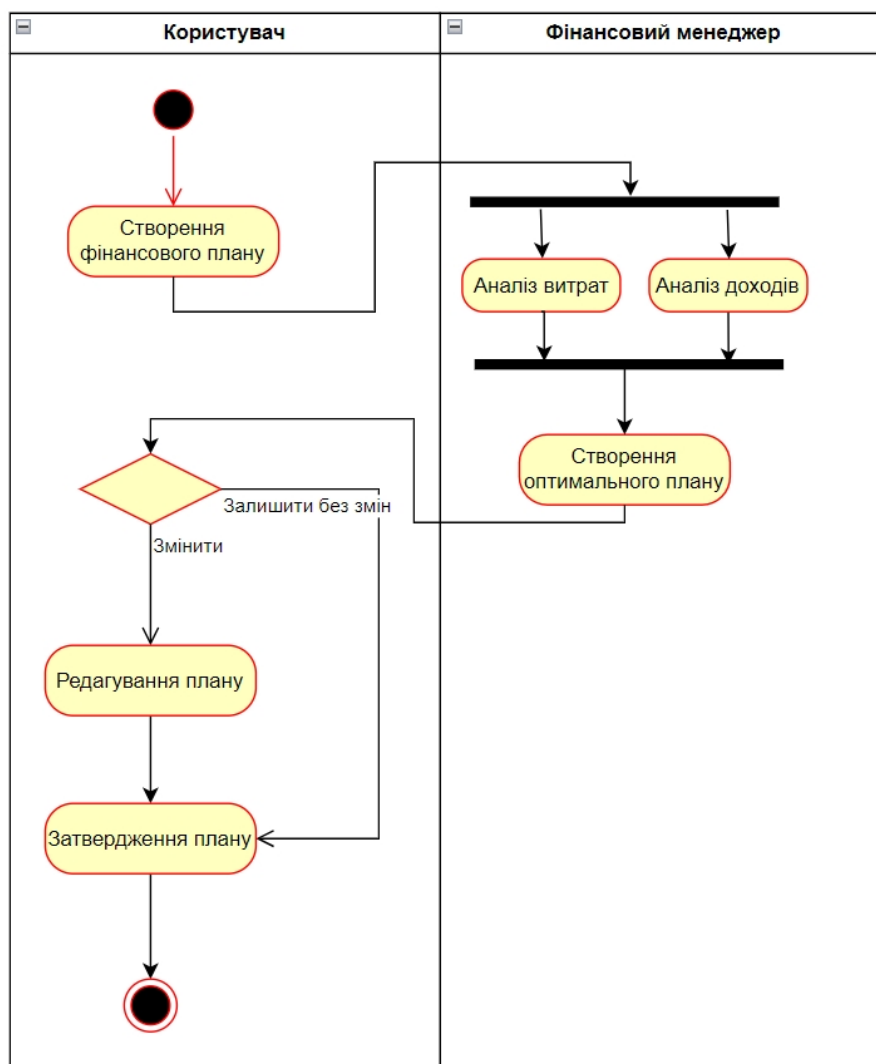 Користувач
Фінансовий менеджер
Створення
фінансового плану
Аналіз витрат
Аналіз доходів
Створення
оптимального плану
Залишити без змін
Змінити
Редагування плану
Затвердження плану